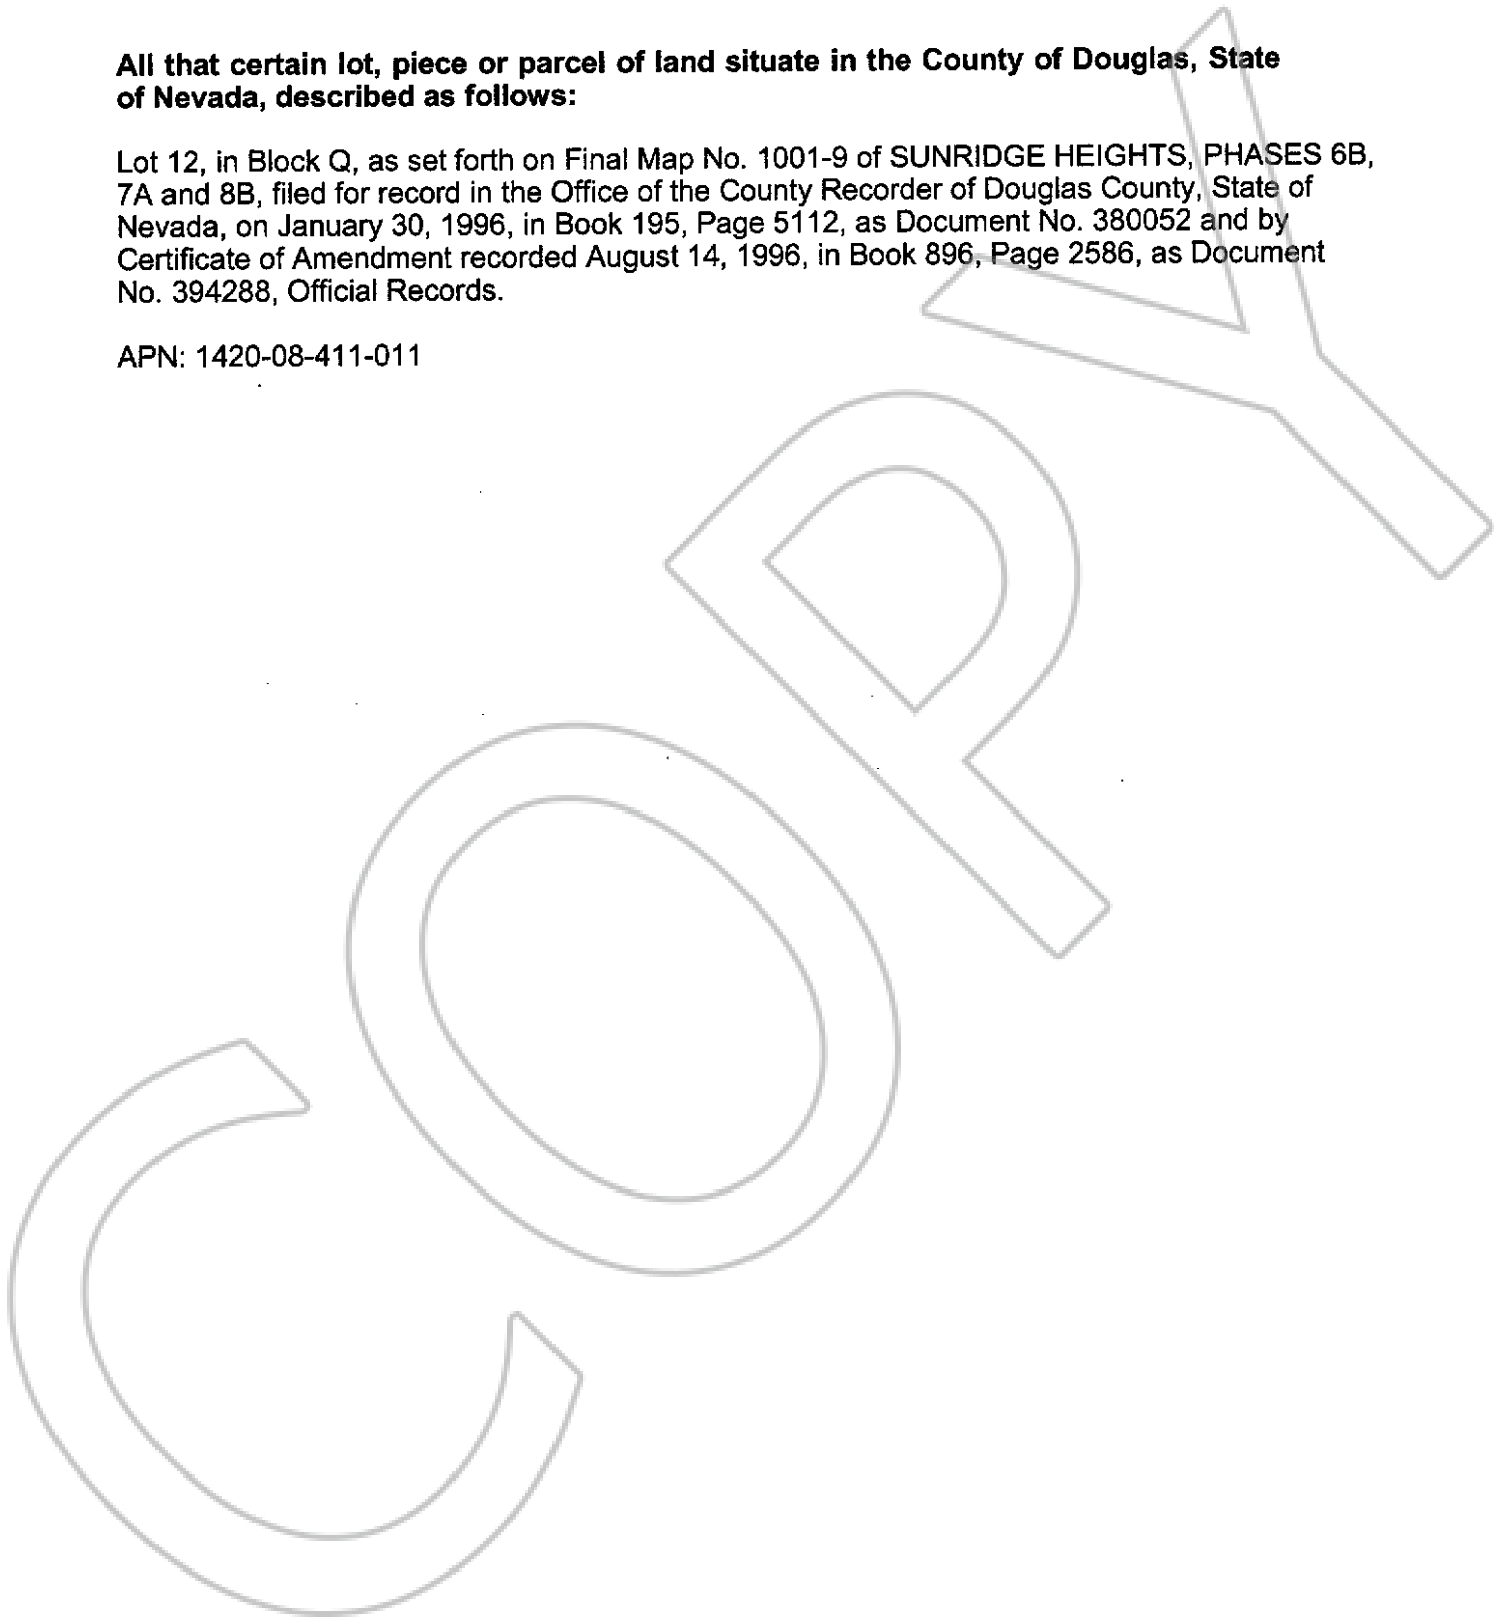 All that certain lot, piece or parcel of land situate in the County of Douglas, State
of Nevada, described as follows:
Lot 12, in Block Q, as set forth on Final Map No. 1001-9 of SUNRIDGE HEIGHTS, PHASES 6B,
7A and 8B, filed for record in the Office of the County Recorder of Douglas County, State of
Nevada, on January 30, 1996, in Book 195, Page 5112, as Document No. 380052 and by
Certificate of Amendment recorded August 14, 1996, in Book 896, Page 2586, as Document
No. 394288, Official Records.
APN: 1420-08-411-011
COPY